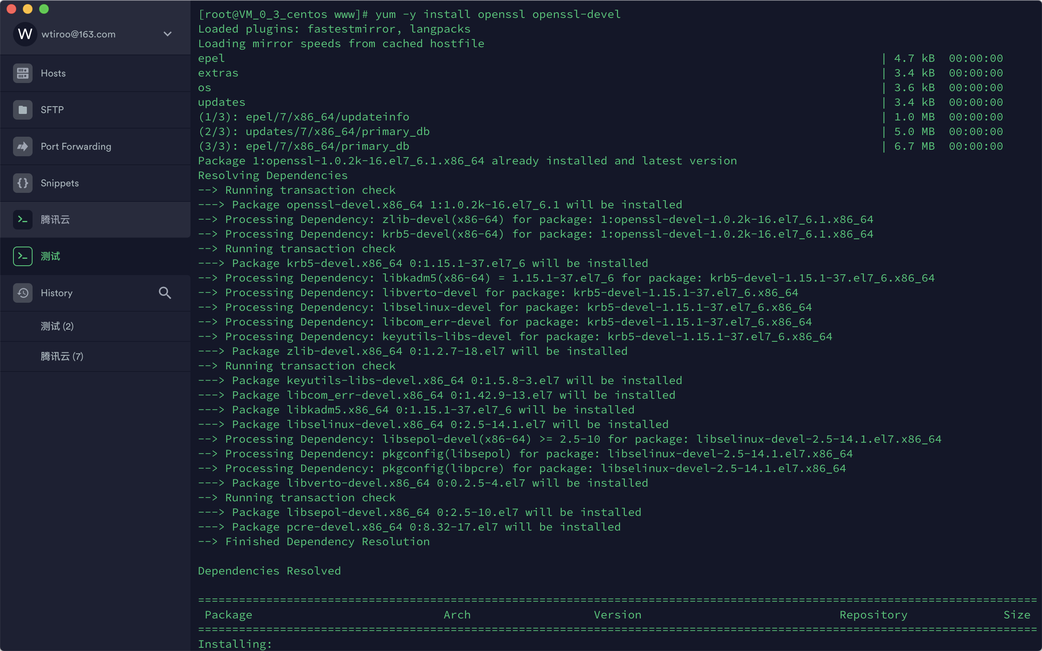 W wtiroo@163.com
Hosts
SFTP
Port Forwarding
{} Snippets
腾讯云
测试
History
测试 (2)
腾讯云 (7)
[root@VM_0_3_centos www]# yum -y install openssl openssl-devel
Loaded plugins: fastestmirror, langpacks
Loading mirror speeds from cached hostfile
epel | 4.7 kB 00:00:00
extras | 3.4 kB 00:00:00
os | 3.6 kB 00:00:00
updates | 3.4 kB 00:00:00
(1/3): epel/7/x86_64/updateinfo | 1.0 MB 00:00:00
(2/3): updates/7/x86_64/primary_db | 5.0 MB 00:00:00
(3/3): epel/7/x86_64/primary_db | 6.7 MB 00:00:00
Package 1:openssl-1.0.2k-16.el7_6.1.x86_64 already installed and latest version
Resolving Dependencies
--> Running transaction check
---> Package openssl-devel.x86_64 1:1.0.2k-16.el7_6.1 will be installed
--> Processing Dependency: zlib-devel(x86-64) for package: 1:openssl-devel-1.0.2k-16.el7_6.1.x86_64
--> Processing Dependency: krb5-devel(x86-64) for package: 1:openssl-devel-1.0.2k-16.el7_6.1.x86_64
--> Running transaction check
---> Package krb5-devel.x86_64 0:1.15.1-37.el7_6 will be installed
--> Processing Dependency: libkadm5(x86-64) = 1.15.1-37.el7_6 for package: krb5-devel-1.15.1-37.el7_6.x86_64
--> Processing Dependency: libverto-devel for package: krb5-devel-1.15.1-37.el7_6.x86_64
--> Processing Dependency: libselinux-devel for package: krb5-devel-1.15.1-37.el7_6.x86_64
--> Processing Dependency: libcom_err-devel for package: krb5-devel-1.15.1-37.el7_6.x86_64
--> Processing Dependency: keyutils-libs-devel for package: krb5-devel-1.15.1-37.el7_6.x86_64
---> Package zlib-devel.x86_64 0:1.2.7-18.el7 will be installed
--> Running transaction check
---> Package keyutils-libs-devel.x86_64 0:1.5.8-3.el7 will be installed
---> Package libcom_err-devel.x86_64 0:1.42.9-13.el7 will be installed
---> Package libkadm5.x86_64 0:1.15.1-37.el7_6 will be installed
---> Package libselinux-devel.x86_64 0:2.5-14.1.el7 will be installed
--> Processing Dependency: libsepol-devel(x86-64) >= 2.5-10 for package: libselinux-devel-2.5-14.1.el7.x86_64
--> Processing Dependency: pkgconfig(libsepol) for package: libselinux-devel-2.5-14.1.el7.x86_64
--> Processing Dependency: pkgconfig(libpcre) for package: libselinux-devel-2.5-14.1.el7.x86_64
---> Package libverto-devel.x86_64 0:0.2.5-4.el7 will be installed
--> Running transaction check
---> Package libsepol-devel.x86_64 0:2.5-10.el7 will be installed
---> Package pcre-devel.x86_64 0:8.32-17.el7 will be installed
--> Finished Dependency Resolution
Dependencies Resolved
================================================================================
Package Arch Version Repository Size
================================================================================
Installing: